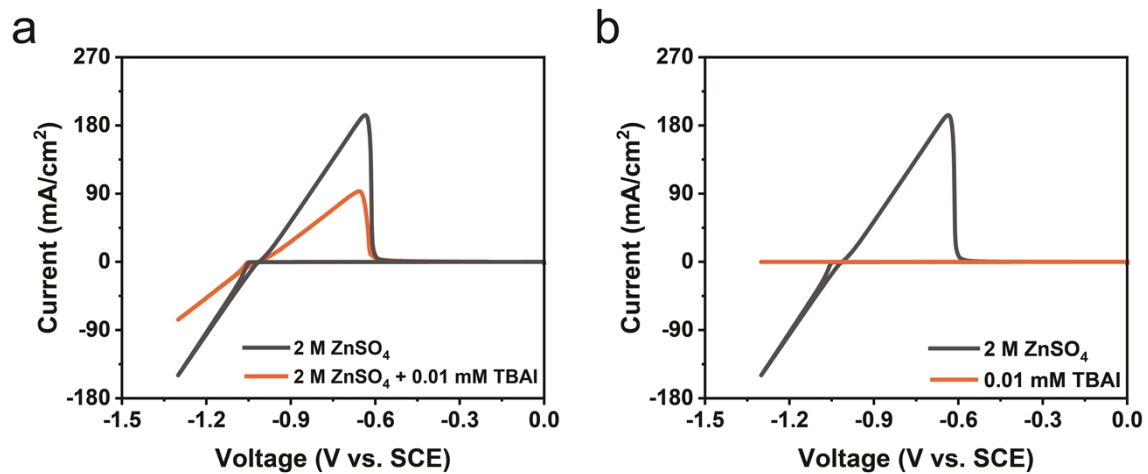 a
270
180
90
0
-90
-180
Current (mA/cm²)
2 M ZnSO₄
2 M ZnSO₄ + 0.01 mM TBAI
-1.5 -1.2 -0.9 -0.6 -0.3 0.0
Voltage (V vs. SCE)
b
270
180
90
0
-90
-180
Current (mA/cm²)
2 M ZnSO₄
0.01 mM TBAI
-1.5 -1.2 -0.9 -0.6 -0.3 0.0
Voltage (V vs. SCE)